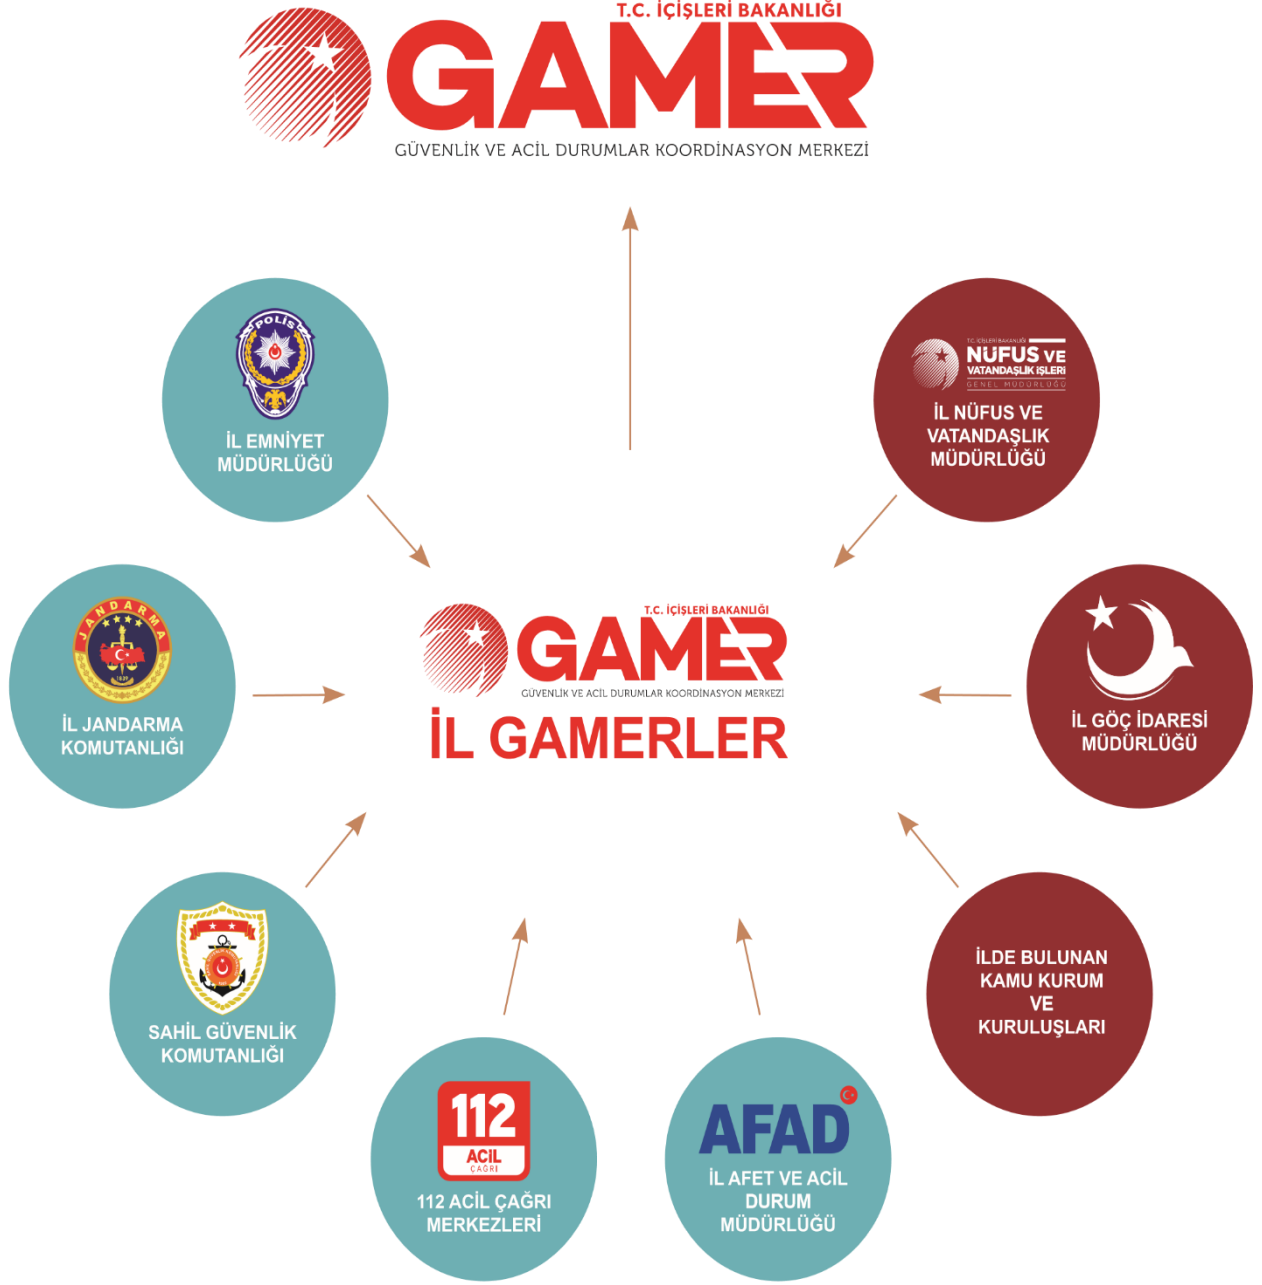 T.C. İÇİŞLERİ BAKANLIĞI
GAMER
GÜVENLİK VE ACİL DURUMLAR KOORDİNASYON MERKEZİ
POLİS
İL EMNİYET
MÜDÜRLÜĞÜ
T.C. İÇİŞLERİ BAKANLIĞI
NÜFUS VE
VATANDAŞLIK İŞLERİ
GENEL MÜDÜRLÜĞÜ
İL NÜFUS VE
VATANDAŞLIK
MÜDÜRLÜĞÜ
JANDARMA
1839
İL JANDARMA
KOMUTANLIĞI
T.C. İÇİŞLERİ BAKANLIĞI
GAMER
GÜVENLİK VE ACİL DURUMLAR KOORDİNASYON MERKEZİ
İL GAMERLER
İL GÖÇ İDARESİ
MÜDÜRLÜĞÜ
SAHİL GÜVENLİK
KOMUTANLIĞI
İLDE BULUNAN
KAMU KURUM
VE
KURULUŞLARI
112
ACİL
ÇAĞRI
112 ACİL ÇAĞRI
MERKEZLERİ
AFAD
İL AFET VE ACİL
DURUM
MÜDÜRLÜĞÜ